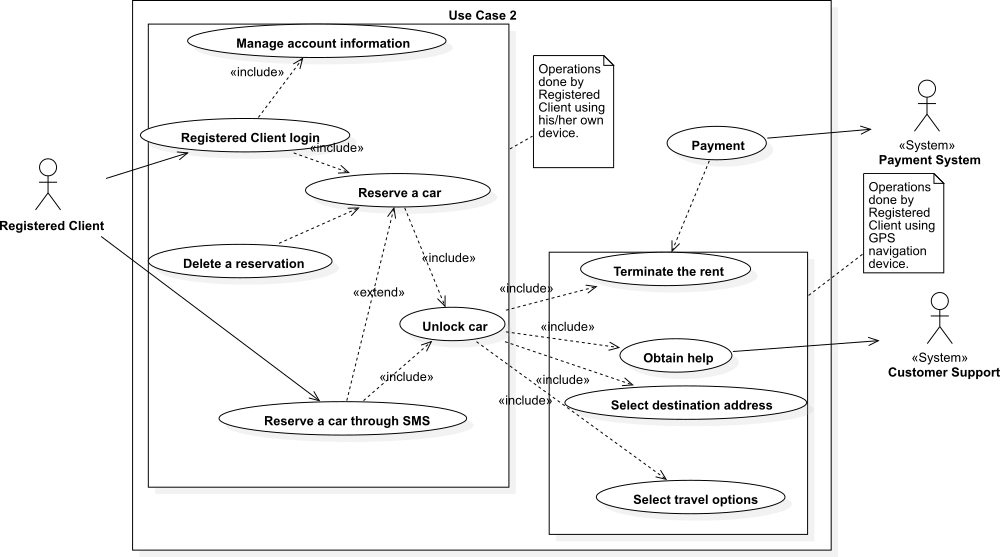 Use Case 2
Manage account information
«include»
Operations
done by
Registered
Client using
his/her own
device.
Registered Client login
«include»
Payment
«System»
Payment System
Reserve a car
Operations
done by
Registered
Client using
GPS
navigation
device.
Registered Client
Delete a reservation
«include»
Terminate the rent
«extend»
«include»
Unlock car
«include»
Obtain help
«System»
Customer Support
«include»
«include»
«include»
Select destination address
Reserve a car through SMS
Select travel options